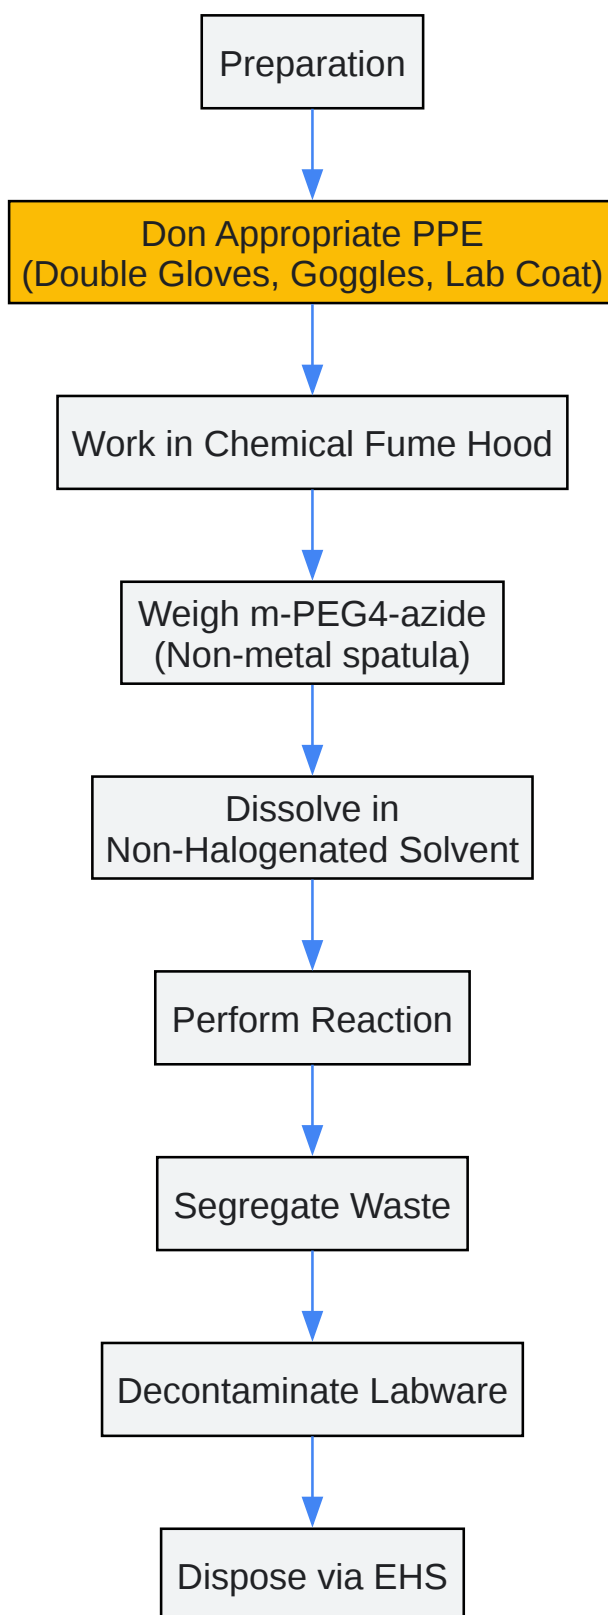 Preparation
Don Appropriate PPE
(Double Gloves, Goggles, Lab Coat)
Work in Chemical Fume Hood
Weigh m-PEG4-azide
(Non-metal spatula)
Dissolve in
Non-Halogenated Solvent
Perform Reaction
Segregate Waste
Decontaminate Labware
Dispose via EHS